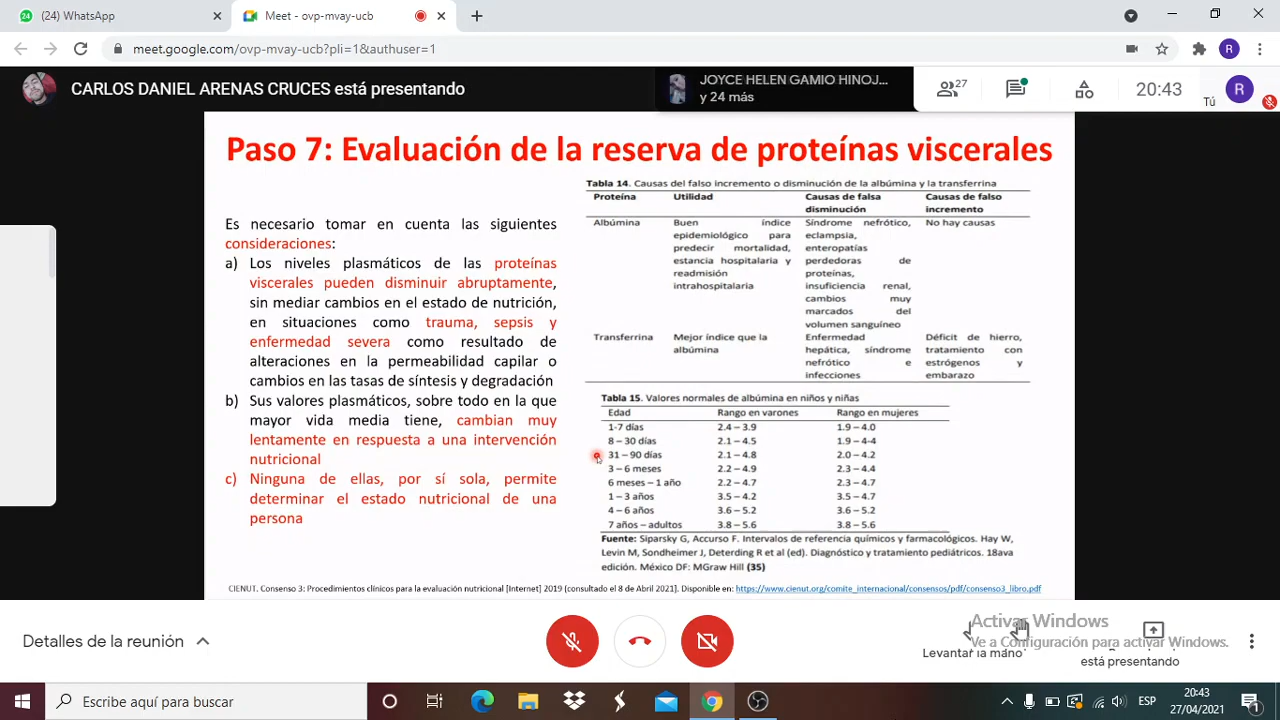 (24) WhatsApp
Meet - ovp-mvay-ucb
meet.google.com/ovp-mvay-ucb?pli=1&authuser=1
R
CARLOS DANIEL ARENAS CRUCES está presentando
JOYCE HELEN GAMIO HINOJ...
y 24 más
27
20:43
Tú
R
Paso 7: Evaluación de la reserva de proteínas viscerales
Es necesario tomar en cuenta las siguientes
consideraciones:
a) Los niveles plasmáticos de las proteínas
viscerales pueden disminuir abruptamente,
sin mediar cambios en el estado de nutrición,
en situaciones como trauma, sepsis y
enfermedad severa como resultado de
alteraciones en la permeabilidad capilar o
cambios en las tasas de síntesis y degradación
b) Sus valores plasmáticos, sobre todo en la que
mayor vida media tiene, cambian muy
lentamente en respuesta a una intervención
nutricional
c) Ninguna de ellas, por sí sola, permite
determinar el estado nutricional de una
persona
Tabla 14. Causas del falso incremento o disminución de la albúmina y la transferrina
Proteína Utilidad Causas de falsa Causas de falso
disminución incremento
Albúmina Buen índice Síndrome nefrótico, No hay causas
epidemiológico para eclampsia,
predecir mortalidad, enteropatías
estancia hospitalaria y perdedoras de
readmisión proteínas,
intrahospitalaria insuficiencia renal,
cambios muy
marcados del
volumen sanguíneo
Transferrina Mejor índice que la Enfermedad Déficit de hierro,
albúmina hepática, síndrome tratamiento con
nefrótico e estrógenos y
infecciones embarazo
Tabla 15. Valores normales de albúmina en niños y niñas
Edad Rango en varones Rango en mujeres
1-7 días 2.4 – 3.9 1.9 – 4.0
8 – 30 días 2.1 – 4.5 1.9 – 4-4
31 – 90 días 2.1 – 4.8 2.0 – 4.2
3 – 6 meses 2.2 – 4.9 2.3 – 4.4
6 meses – 1 año 2.2 – 4.7 2.3 – 4.7
1 – 3 años 3.5 – 4.2 3.5 – 4.7
4 – 6 años 3.6 – 5.2 3.6 – 5.2
7 años – adultos 3.8 – 5.6 3.8 – 5.6
Fuente: Siparsky G, Accurso F. Intervalos de referencia químicos y farmacológicos. Hay W,
Levin M, Sondheimer J, Deterding R et al (ed). Diagnóstico y tratamiento pediátricos. 18ava
edición. México DF: MGraw Hill (35)
CIENUT. Consenso 3: Procedimientos clínicos para la evaluación nutricional [Internet] 2019 (consultado el 8 de Abril 2021]. Disponible en: https://www.cienut.org/comite_internacional/consensos/pdf/consenso3_libro.pdf
Detalles de la reunión
Activar Windows
Ve a Configuración para activar Windows.
Levantar la mano
está presentando
Escribe aquí para buscar
ESP
20:43
27/04/2021
1